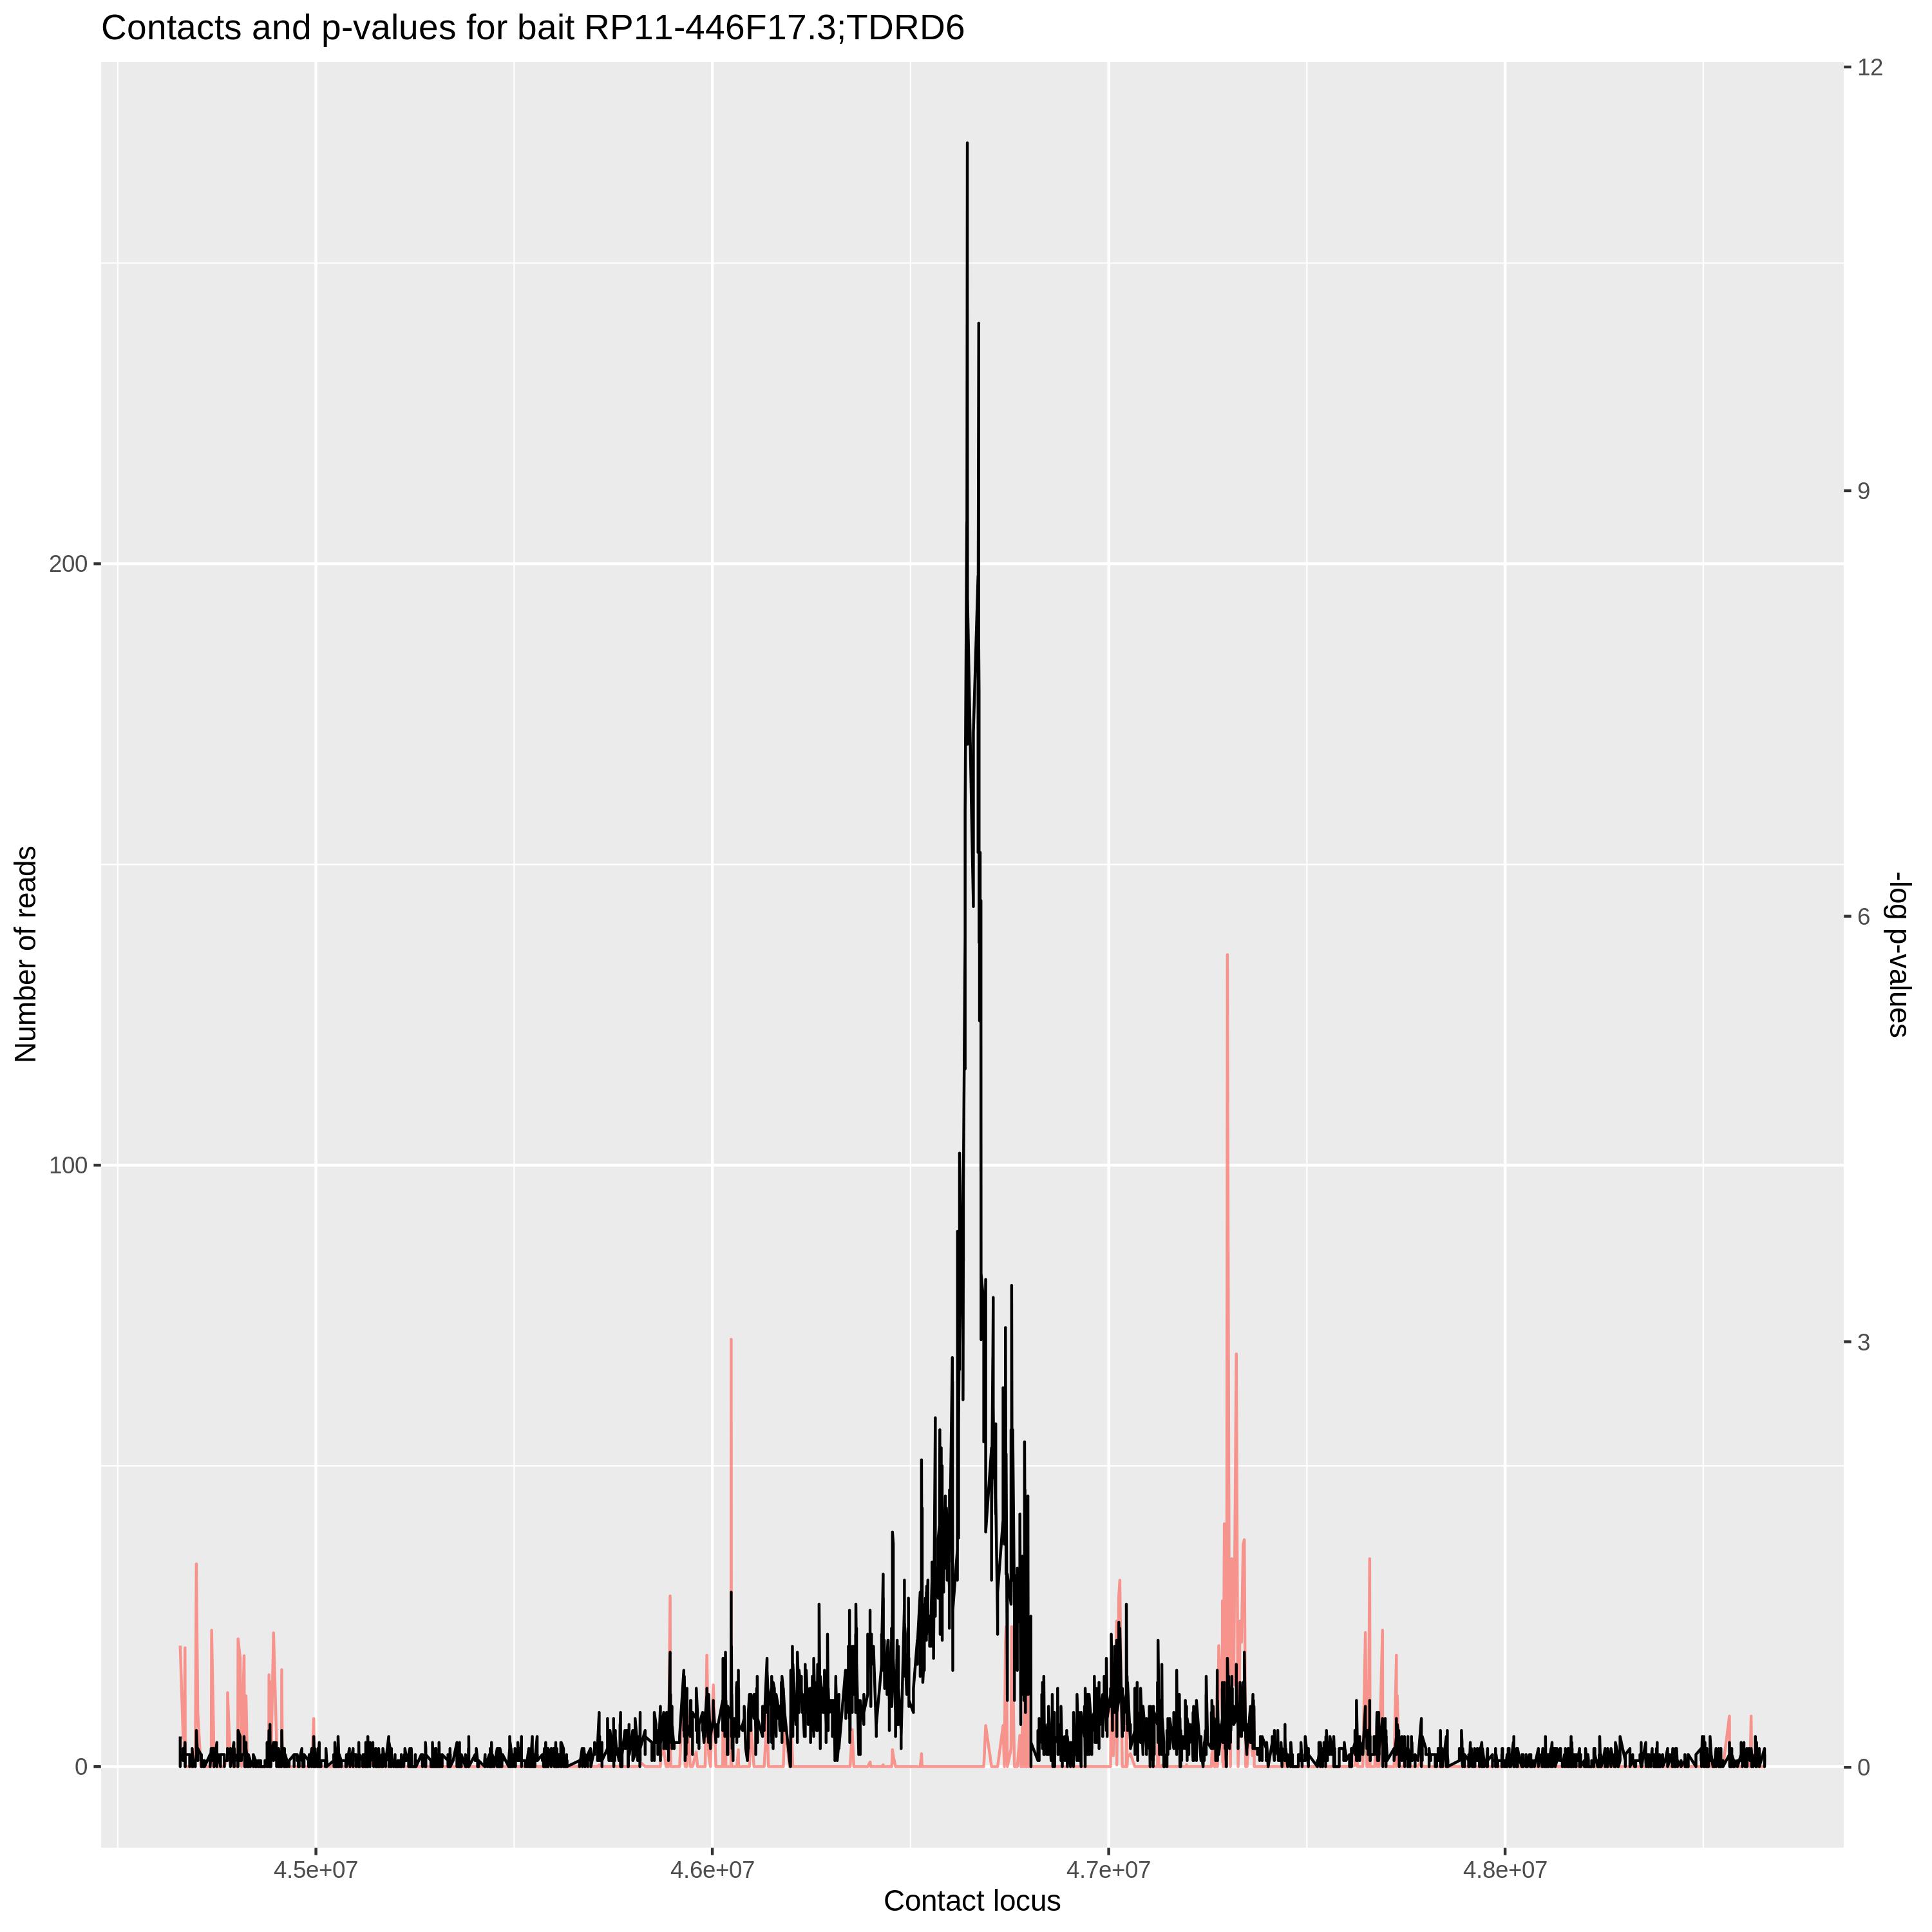 Contacts and p-values for bait RP11-446F17.3;TDRD6
12
9
200
6
Number of reads
-log p-values
100
3
0
0
4.5e+07
4.6e+07
4.7e+07
4.8e+07
Contact locus